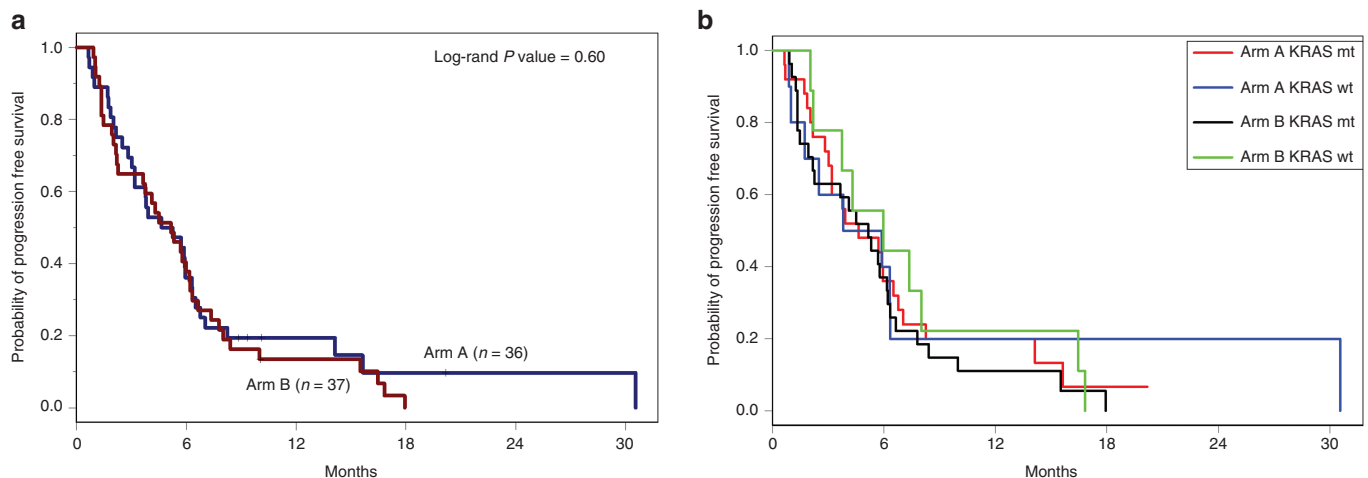 a
Probability of progression free survival
1.0
0.8
0.6
0.4
0.2
0.0
Log-rand P value = 0.60
Arm A (n = 36)
Arm B (n = 37)
0 6 12 18 24 30
Months
b
Probability of progression free survival
1.0
0.8
0.6
0.4
0.2
0.0
Arm A KRAS mt
Arm A KRAS wt
Arm B KRAS mt
Arm B KRAS wt
0 6 12 18 24 30
Months